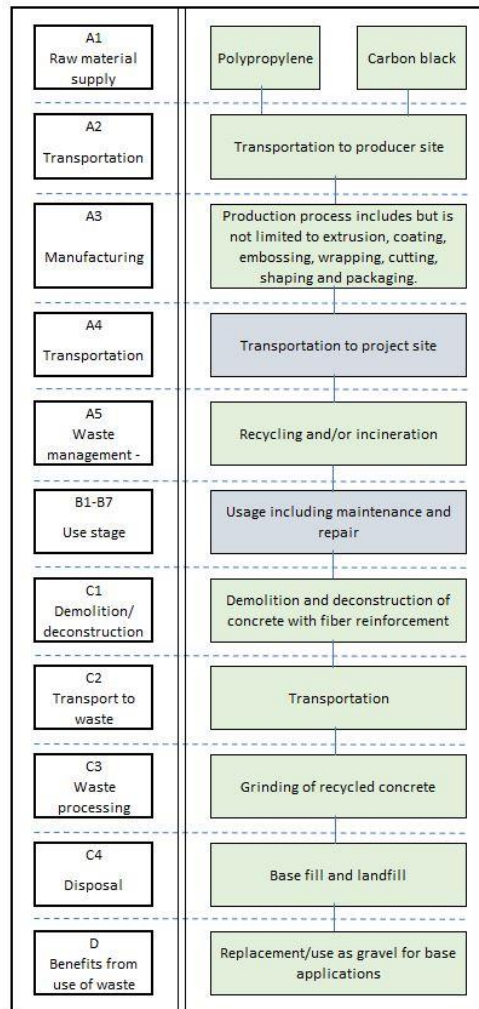 A1
Raw material
supply
Polypropylene
Carbon black
A2
Transportation
Transportation to producer site
A3
Manufacturing
Production process includes but is
not limited to extrusion, coating,
embossing, wrapping, cutting,
shaping and packaging.
A4
Transportation
Transportation to project site
A5
Waste
management -
Recycling and/or incineration
B1-B7
Use stage
Usage including maintenance and
repair
C1
Demolition/
deconstruction
Demolition and deconstruction of
concrete with fiber reinforcement
C2
Transport to
waste
Transportation
C3
Waste
processing
Grinding of recycled concrete
C4
Disposal
Base fill and landfill
D
Benefits from
use of waste
Replacement/use as gravel for base
applications